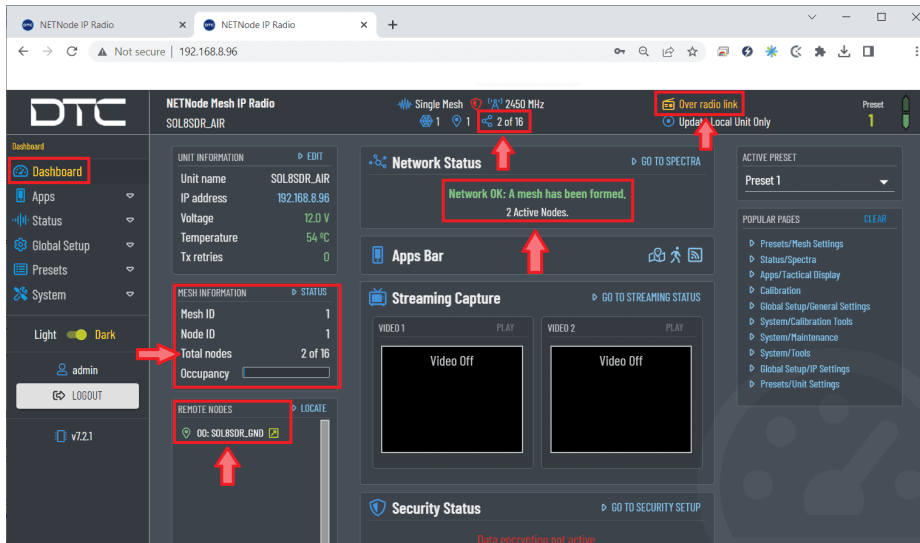 NETNode IP Radio
NETNode IP Radio
Not secure | 192.168.8.96
DTC
NETNode Mesh IP Radio
SOL8SDR_AIR
Single Mesh 2450 MHz
1 1 2 of 16
Over radio link
Update Local Unit Only
Preset
1
Dashboard
Dashboard
Apps
Status
Global Setup
Presets
System
Light Dark
admin
LOGOUT
v7.2.1
UNIT INFORMATION EDIT
Unit name SOL8SDR_AIR
IP address 192.168.8.96
Voltage 12.0 V
Temperature 54 ºC
Tx retries 0
MESH INFORMATION STATUS
Mesh ID 1
Node ID 1
Total nodes 2 of 16
Occupancy
REMOTE NODES LOCATE
00: SOL8SDR_GND
Network Status GO TO SPECTRA
Network OK: A mesh has been formed.
2 Active Nodes.
Apps Bar
Streaming Capture GO TO STREAMING STATUS
VIDEO 1 PLAY
Video Off
VIDEO 2 PLAY
Video Off
Security Status GO TO SECURITY SETUP
Data encryption not active
ACTIVE PRESET
Preset 1
POPULAR PAGES CLEAR
Presets/Mesh Settings
Status/Spectra
Apps/Tactical Display
Calibration
Global Setup/General Settings
System/Calibration Tools
System/Maintenance
System/Tools
Global Setup/IP Settings
Presets/Unit Settings